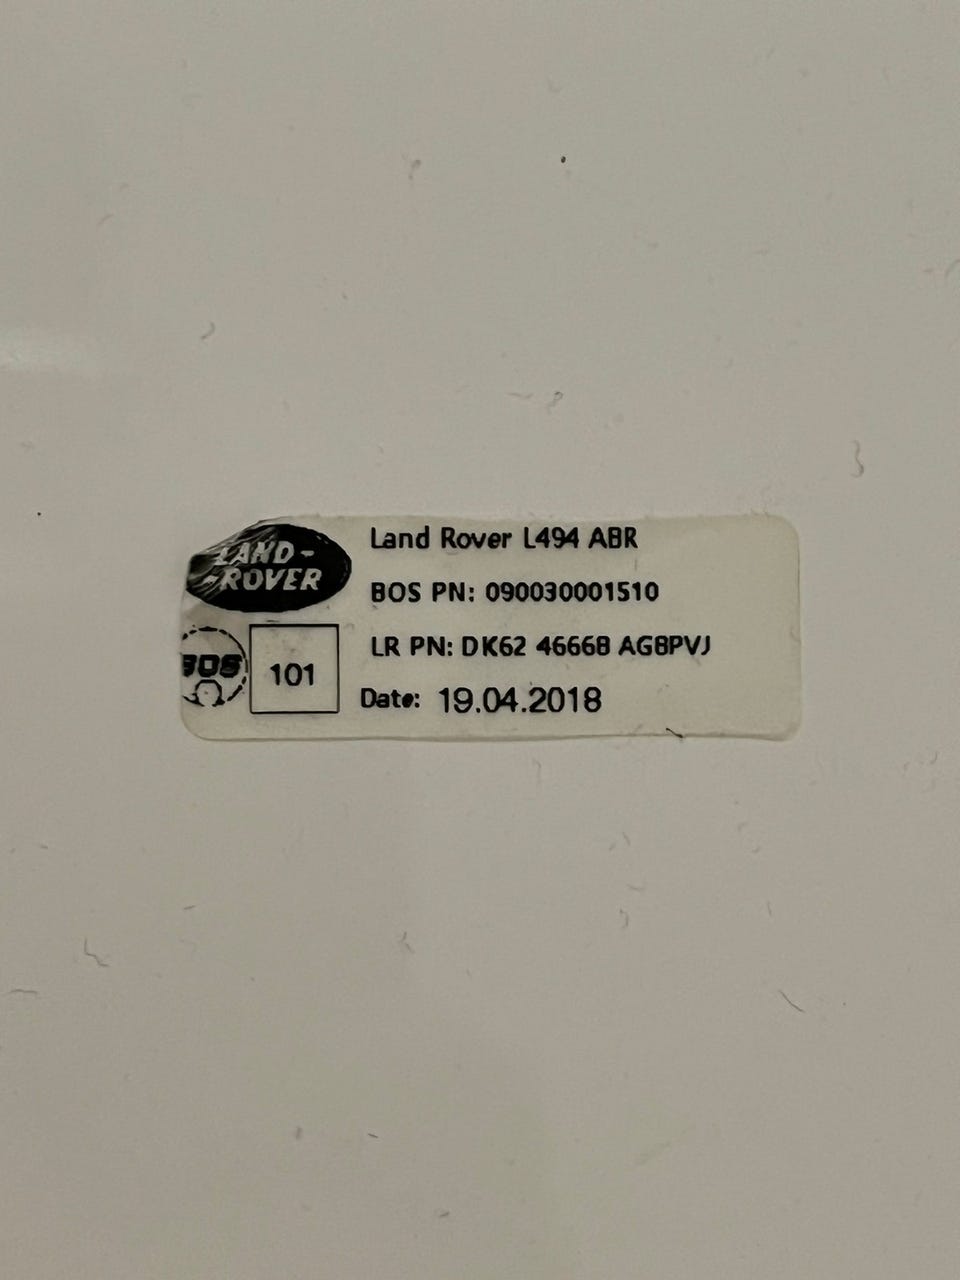 LAND-
-ROVER
BOS
101
Land Rover L494 ABR
BOS PN: 090030001510
LR PN: DK62 46668 AG8PVJ
Date: 19.04.2018